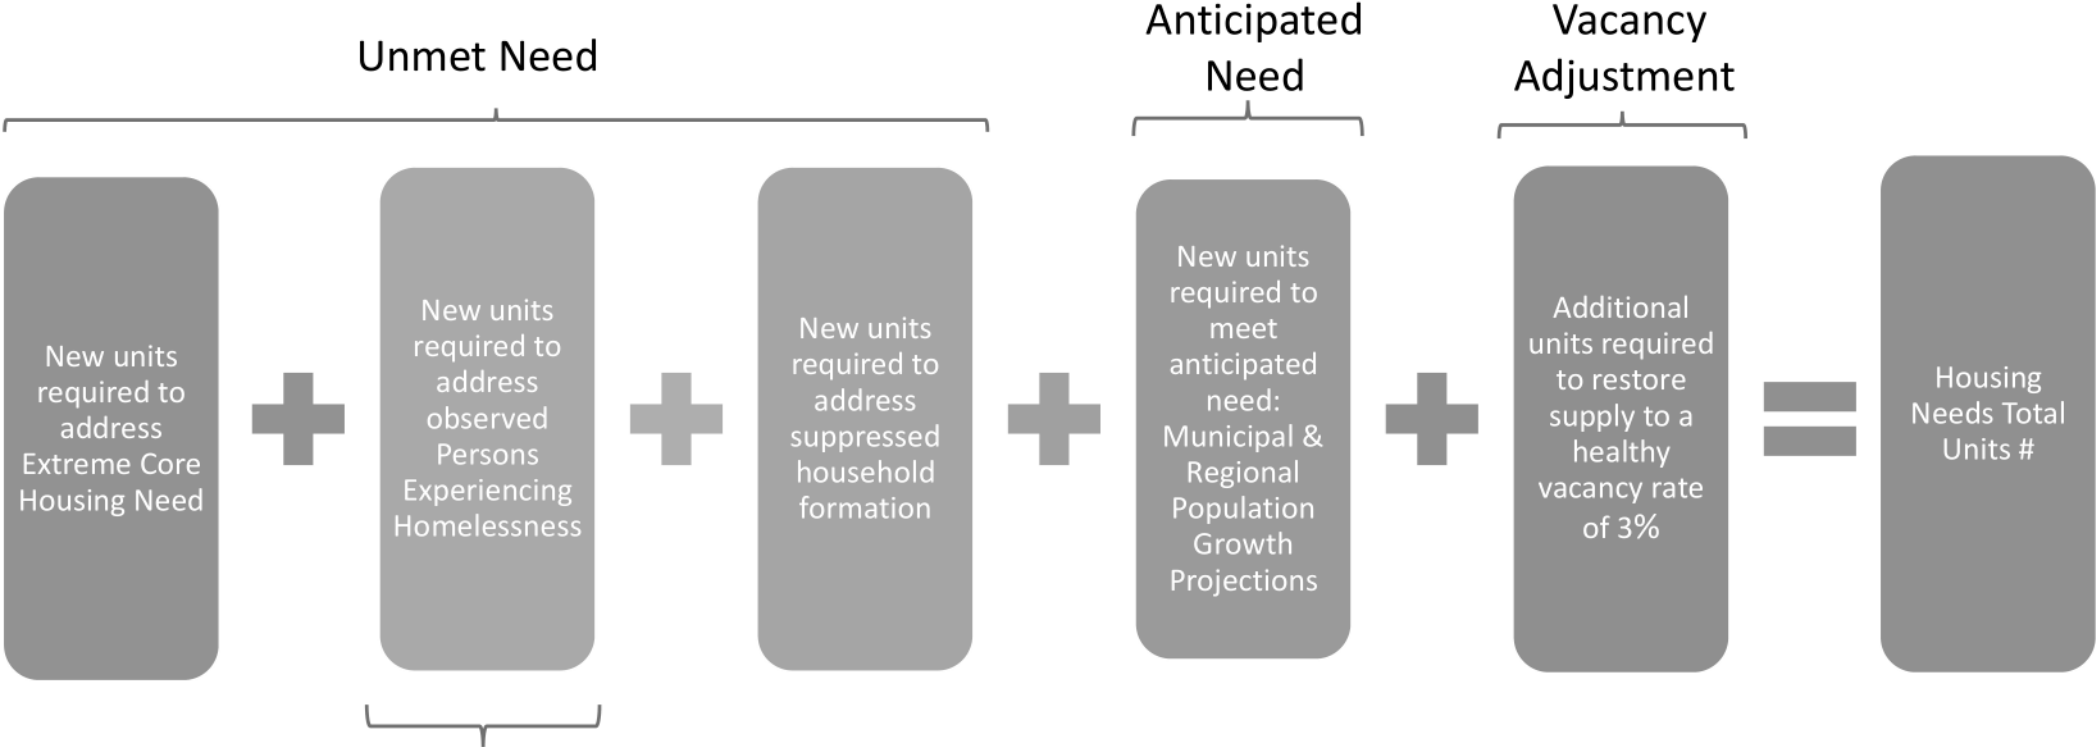 Unmet Need
Anticipated
Need
Vacancy
Adjustment
New units
required to
address
Extreme Core
Housing Need
New units
required to
address
observed
Persons
Experiencing
Homelessness
New units
required to
address
suppressed
household
formation
New units
required to
meet
anticipated
need:
Municipal &
Regional
Population
Growth
Projections
Additional
units required
to restore
supply to a
healthy
vacancy rate
of 3%
Housing
Needs Total
Units #